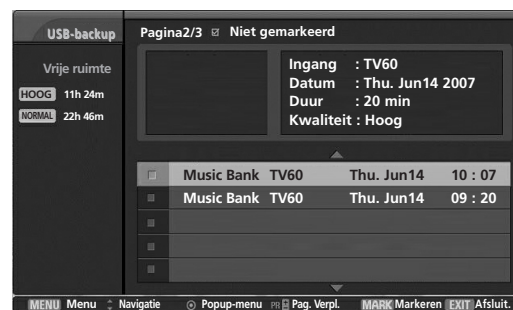 USB-backup
Pagina2/3 Niet gemarkeerd
Vrije ruimte
HOOG 11h 24m
NORMAL 22h 46m
Ingang : TV60
Datum : Thu. Jun14 2007
Duur : 20 min
Kwaliteit : Hoog
Music Bank TV60 Thu. Jun14 10 : 07
Music Bank TV60 Thu. Jun14 09 : 20
MENU Menu Navigatie Popup-menu PR Pag. Verpl. MARK Markeren EXIT Afsluit.